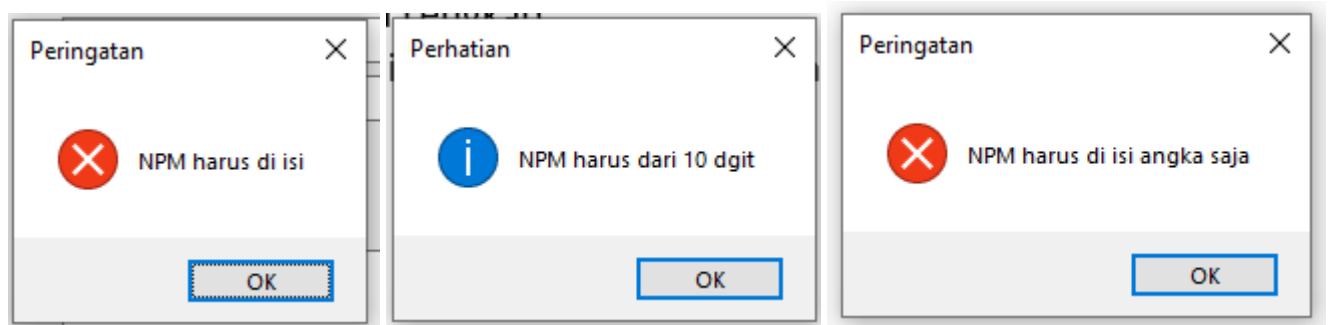 Peringatan
NPM harus di isi
OK
Perhatian
NPM harus dari 10 dgit
OK
Peringatan
NPM harus di isi angka saja
OK